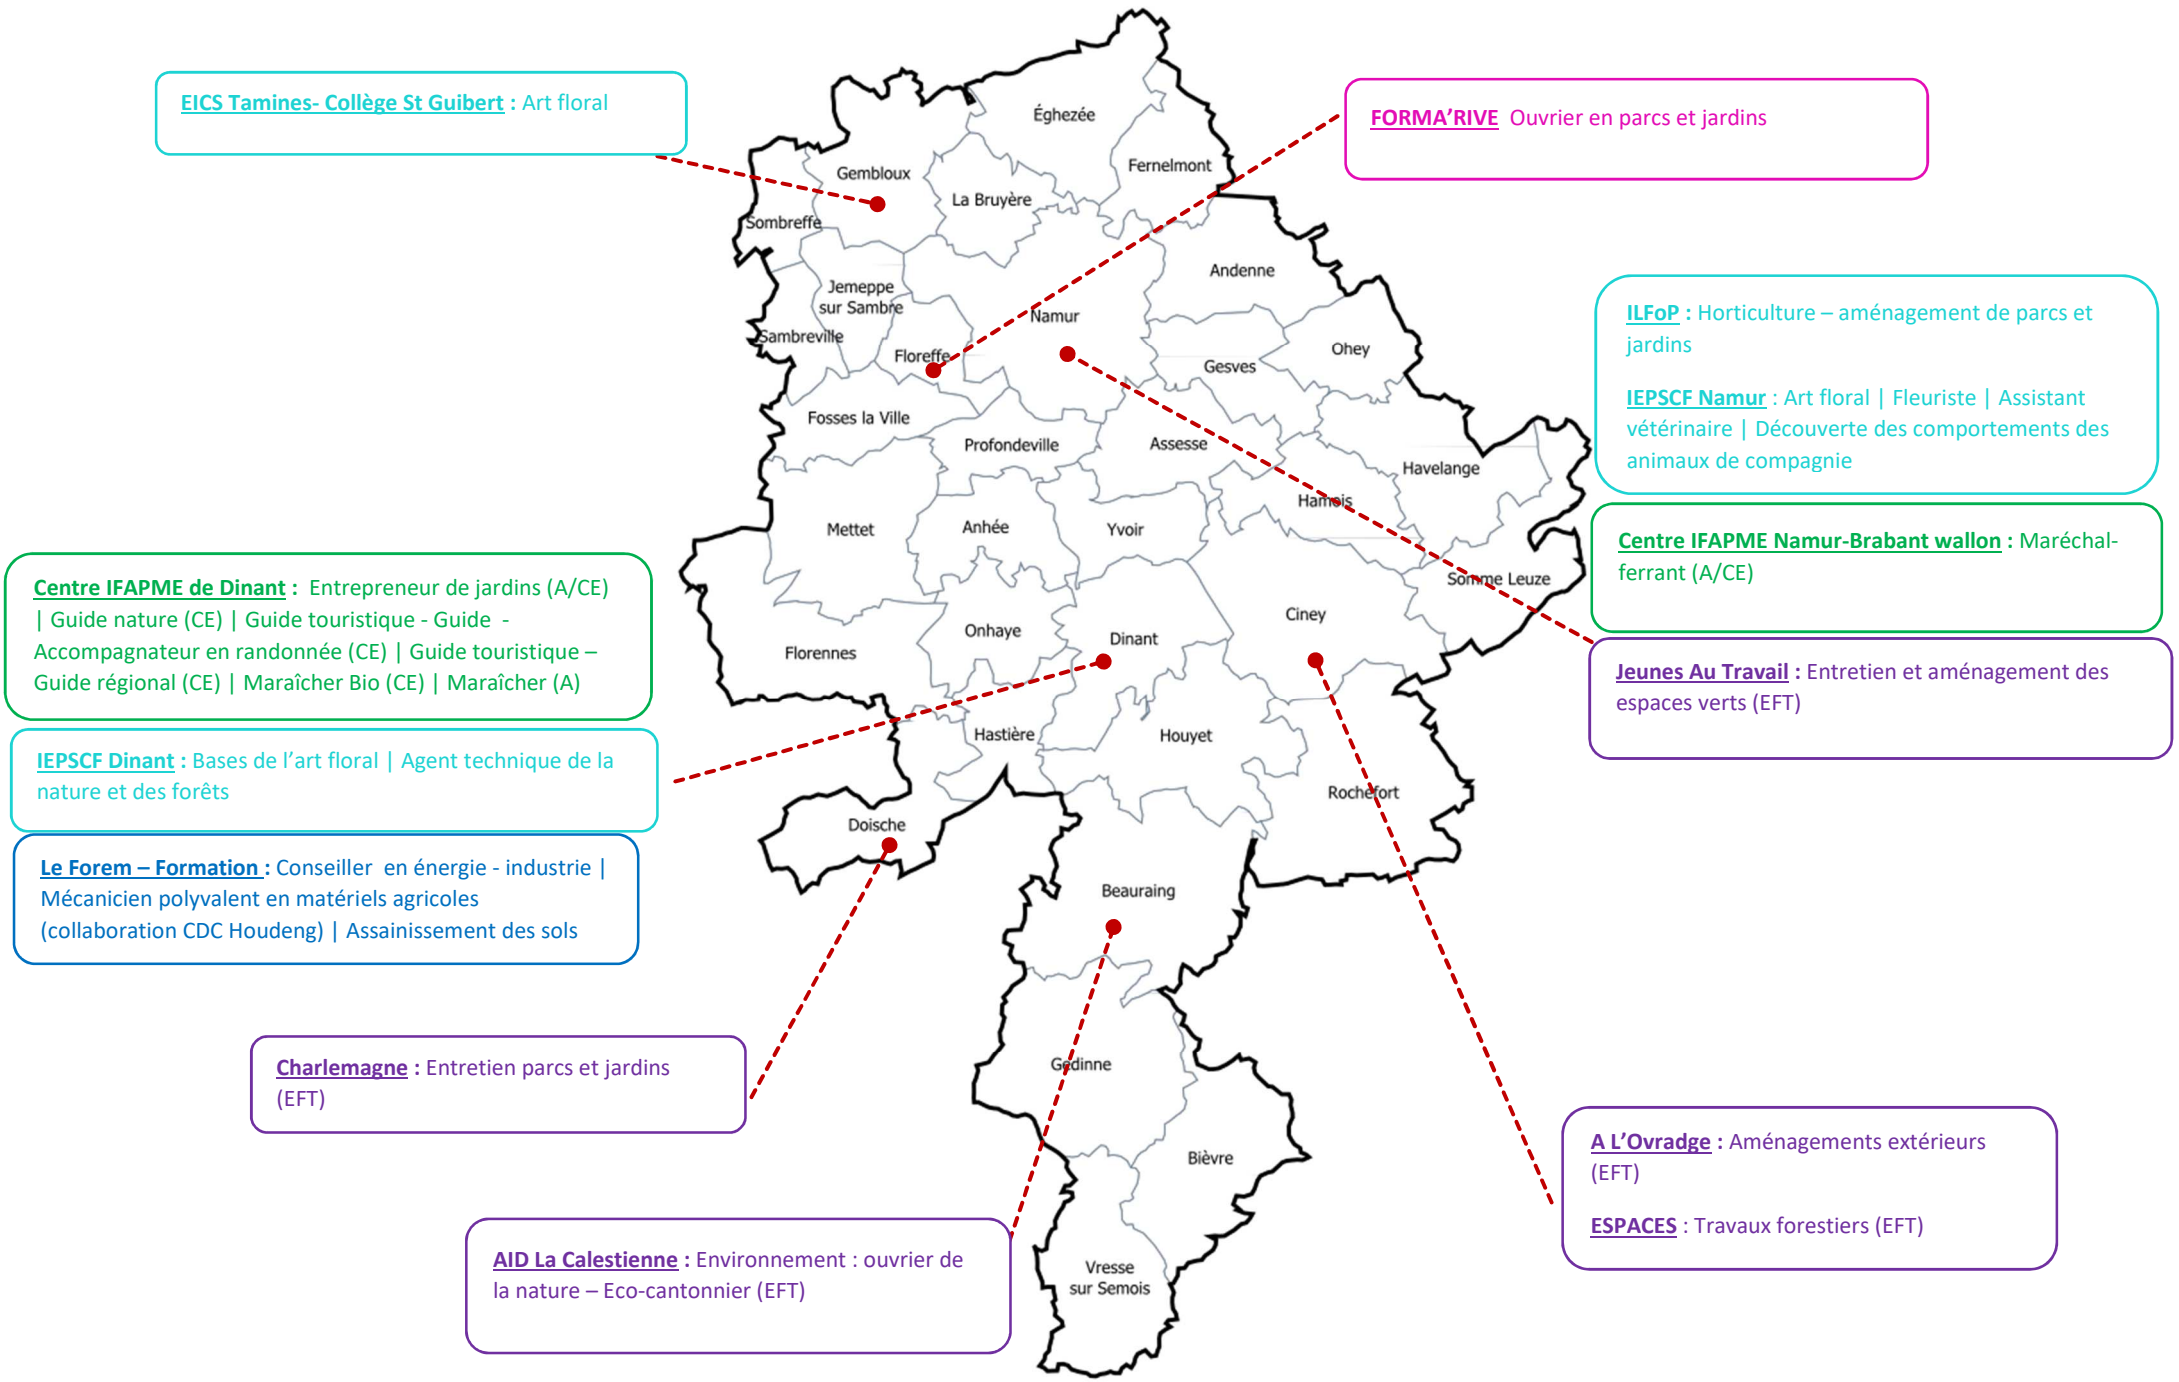 EICS Tamines- Collège St Guibert : Art floral
FORMA’RIVE Ouvrier en parcs et jardins
Éghezée
Gembloux
Fernelmont
La Bruyère
Sombreffe
Andenne
Jemeppe
sur Sambre
Namur
Sambreville
Floreffe
Ohey
Gesves
Fosses la Ville
Profondeville
Assesse
Havelange
Hamois
Mettet
Anhée
Yvoir
Somme Leuze
Ciney
Onhaye
Dinant
Florennes
Hastière
Houyet
Rochefort
Doische
Beauraing
Gedinne
Bièvre
Vresse
sur Semois
ILFoP : Horticulture – aménagement de parcs et
jardins
IEPSCF Namur : Art floral | Fleuriste | Assistant
vétérinaire | Découverte des comportements des
animaux de compagnie
Centre IFAPME Namur-Brabant wallon : Maréchal-
ferrant (A/CE)
Jeunes Au Travail : Entretien et aménagement des
espaces verts (EFT)
Centre IFAPME de Dinant : Entrepreneur de jardins (A/CE)
| Guide nature (CE) | Guide touristique - Guide -
Accompagnateur en randonnée (CE) | Guide touristique –
Guide régional (CE) | Maraîcher Bio (CE) | Maraîcher (A)
IEPSCF Dinant : Bases de l’art floral | Agent technique de la
nature et des forêts
Le Forem – Formation : Conseiller en énergie - industrie |
Mécanicien polyvalent en matériels agricoles
(collaboration CDC Houdeng) | Assainissement des sols
Charlemagne : Entretien parcs et jardins
(EFT)
AID La Calestienne : Environnement : ouvrier de
la nature – Eco-cantonnier (EFT)
A L’Ovradge : Aménagements extérieurs
(EFT)
ESPACES : Travaux forestiers (EFT)